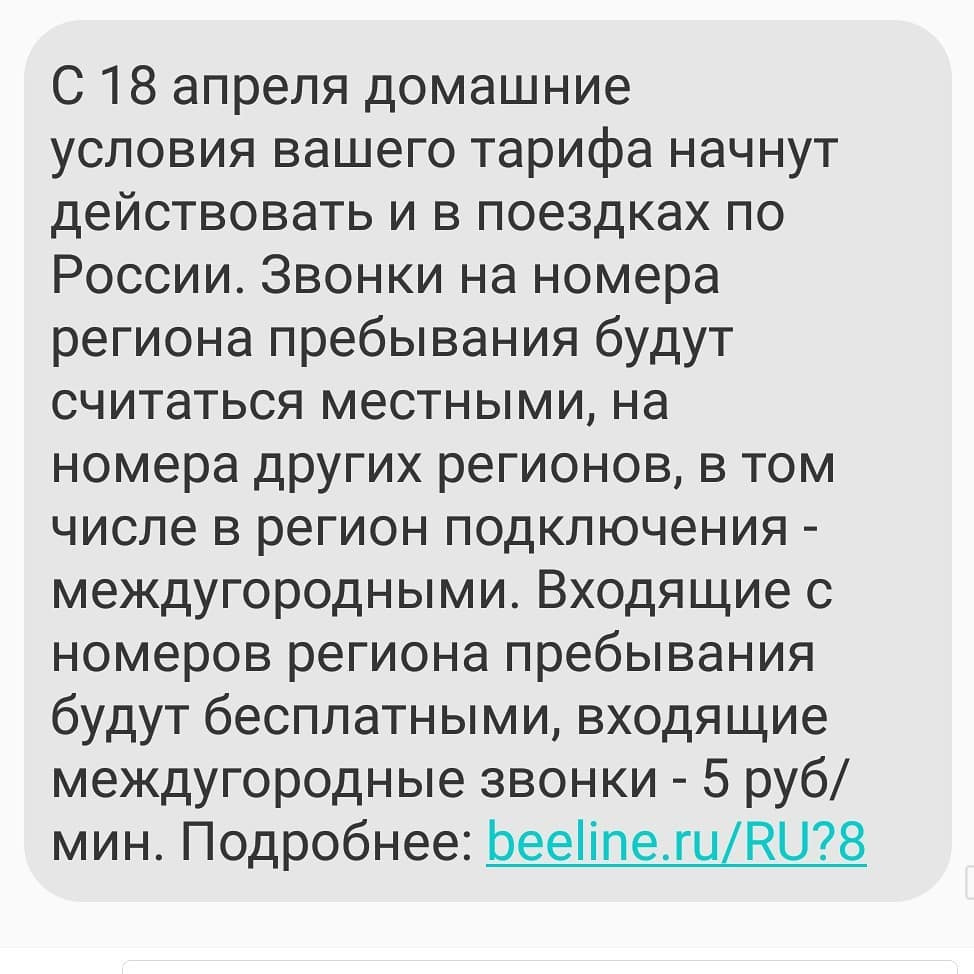 С 18 апреля домашние
условия вашего тарифа начнут
действовать и в поездках по
России. Звонки на номера
региона пребывания будут
считаться местными, на
номера других регионов, в том
числе в регион подключения -
междугородными. Входящие с
номеров региона пребывания
будут бесплатными, входящие
междугородные звонки - 5 руб/
мин. Подробнее: beeline.ru/RU?8